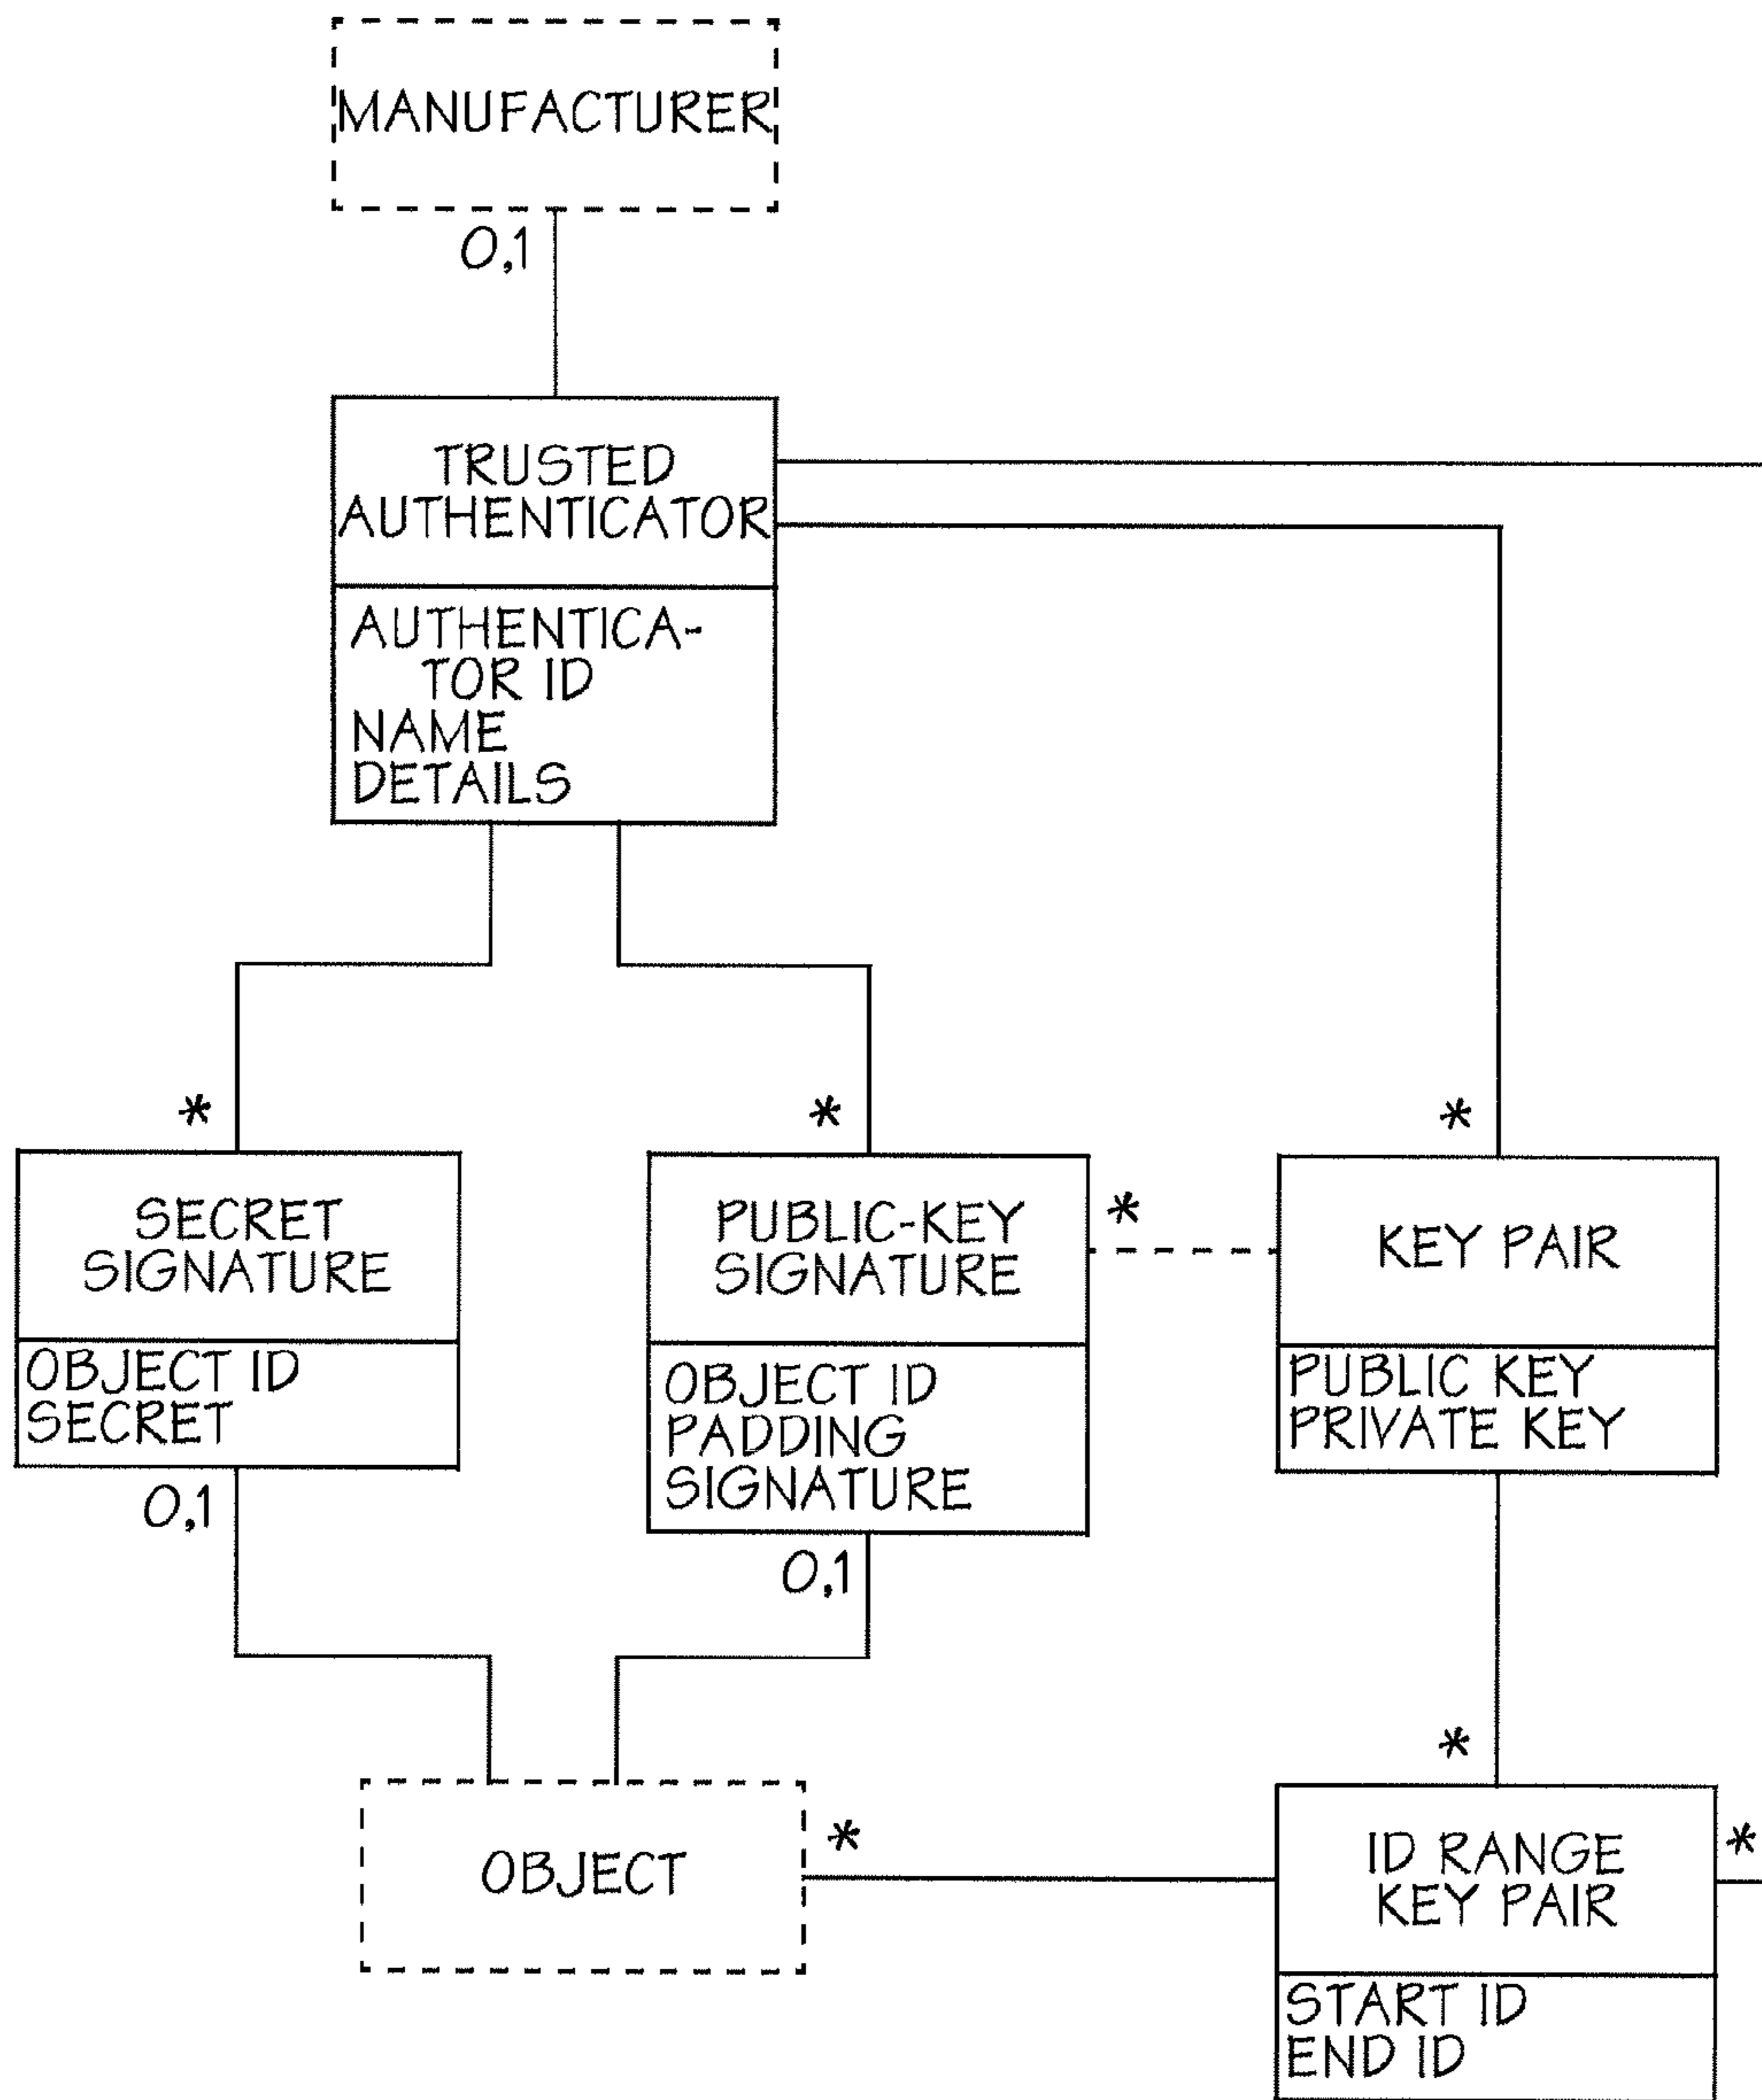 MANUFACTURER
0,1
TRUSTED
AUTHENTICATOR
AUTHENTICA-
TOR ID
NAME
DETAILS
*
*
*
SECRET
SIGNATURE
OBJECT ID
SECRET
0,1
PUBLIC-KEY
SIGNATURE
OBJECT ID
PADDING
SIGNATURE
0,1
*
KEY PAIR
PUBLIC KEY
PRIVATE KEY
*
OBJECT
*
ID RANGE
KEY PAIR
START ID
END ID
*